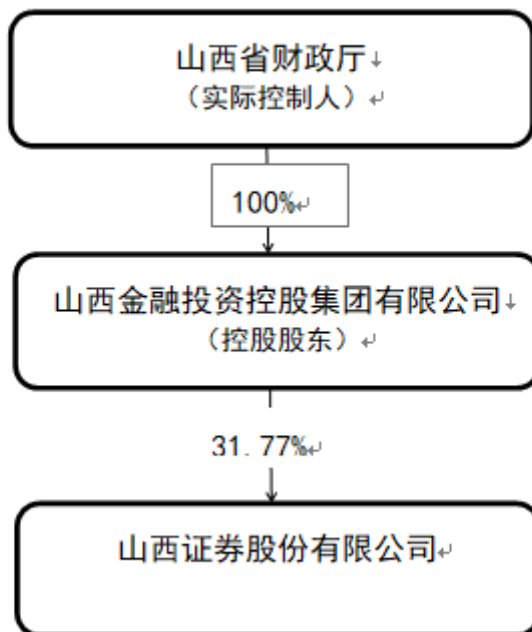 山西省财政厅↓
（实际控制人）↵
100%↵
山西金融投资控股集团有限公司↓
（控股股东）↵
31.77%↵
山西证券股份有限公司↵